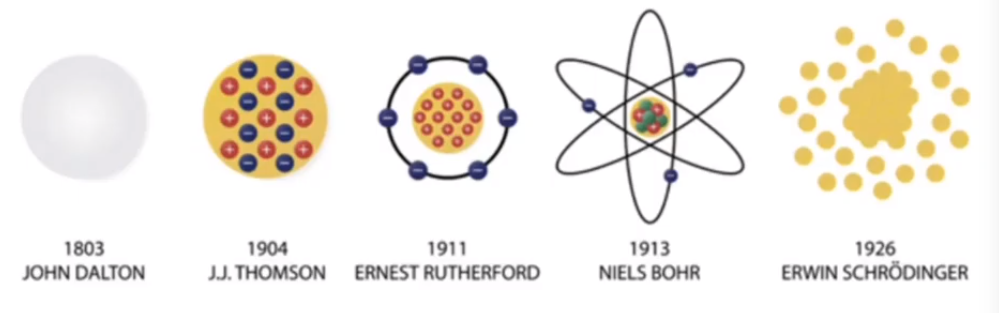 1803
JOHN DALTON
1904
J.J. THOMSON
1911
ERNEST RUTHERFORD
1913
NIELS BOHR
1926
ERWIN SCHRÖDINGER